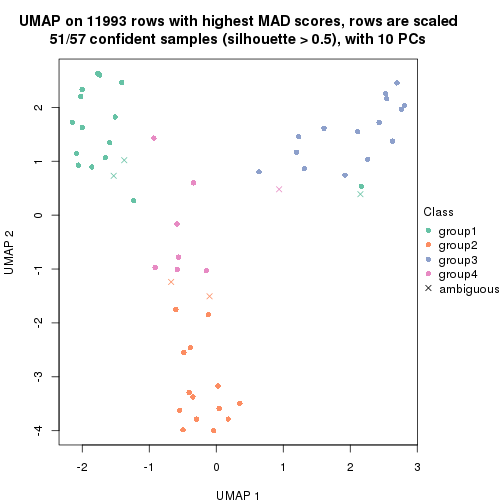 UMAP on 11993 rows with highest MAD scores, rows are scaled
51/57 confident samples (silhouette > 0.5), with 10 PCs
2
1
0
-1
-2
-3
-4
UMAP 2
-2
-1
0
1
2
3
UMAP 1
Class
group1
group2
group3
group4
ambiguous